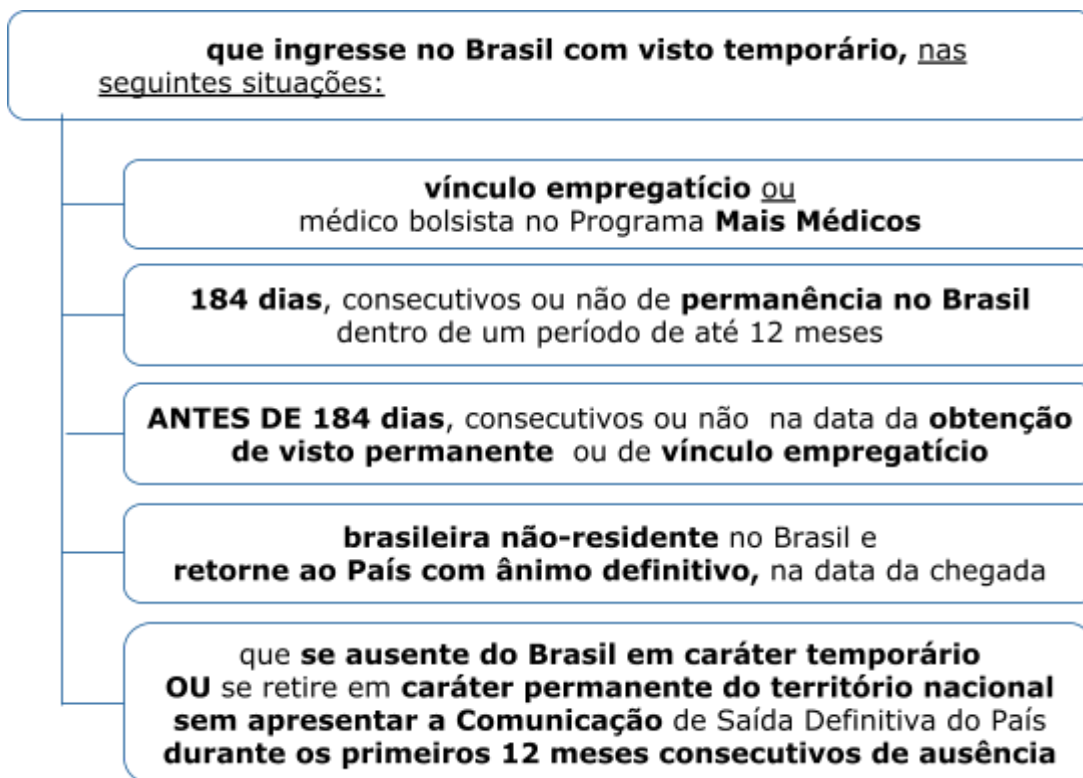 que ingresse no Brasil com visto temporário, nas
seguintes situações:
vínculo empregatício ou
médico bolsista no Programa Mais Médicos
184 dias, consecutivos ou não de permanência no Brasil
dentro de um período de até 12 meses
ANTES DE 184 dias, consecutivos ou não na data da obtenção
de visto permanente ou de vínculo empregatício
brasileira não-residente no Brasil e
retorne ao País com ânimo definitivo, na data da chegada
que se ausente do Brasil em caráter temporário
OU se retire em caráter permanente do território nacional
sem apresentar a Comunicação de Saída Definitiva do País
durante os primeiros 12 meses consecutivos de ausência